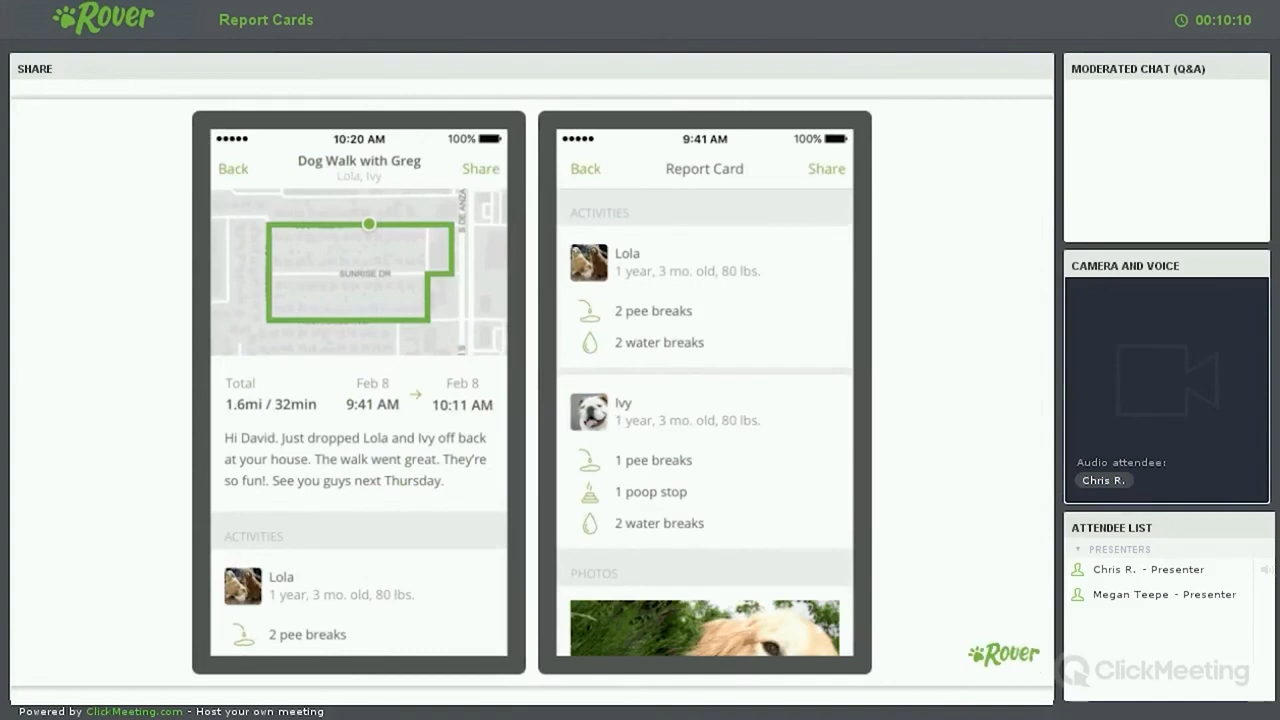 Rover
Report Cards
00:10:10
SHARE
10:20 AM
100%
Back
Dog Walk with Greg
Share
Lola, Ivy
S DE ANZA
SUNRISE DR
Total
Feb 8
Feb 8
1.6mi / 32min
9:41 AM
10:11 AM
Hi David. Just dropped Lola and Ivy off back
at your house. The walk went great. They're
so fun!. See you guys next Thursday.
ACTIVITIES
Lola
1 year, 3 mo. old, 80 lbs.
2 pee breaks
9:41 AM
100%
Back
Report Card
Share
ACTIVITIES
Lola
1 year, 3 mo. old, 80 lbs.
2 pee breaks
2 water breaks
Ivy
1 year, 3 mo. old, 80 lbs.
1 pee breaks
1 poop stop
2 water breaks
PHOTOS
Rover
MODERATED CHAT (Q&A)
CAMERA AND VOICE
Audio attendee:
Chris R.
ATTENDEE LIST
PRESENTERS
Chris R. - Presenter
Megan Teepe - Presenter
ClickMeeting
Powered by ClickMeeting.com - Host your own meeting